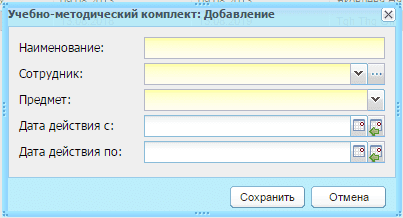 Учебно-методический комплект: Добавление
Наименование:
Сотрудник:
Предмет:
Дата действия с:
Дата действия по:
Сохранить Отмена